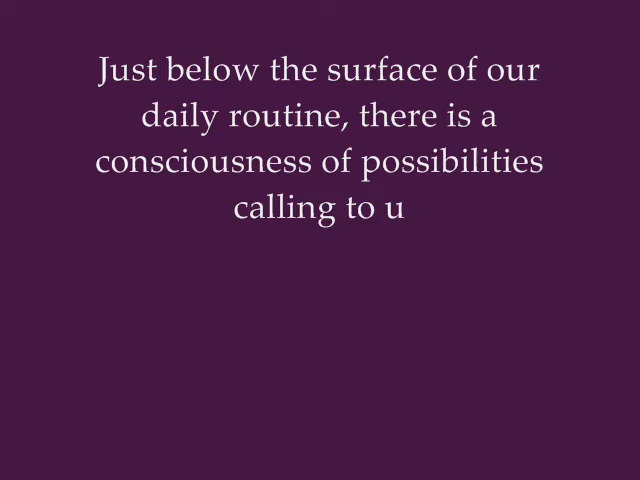 Just below the surface of our
daily routine, there is a
consciousness of possibilities
calling to u